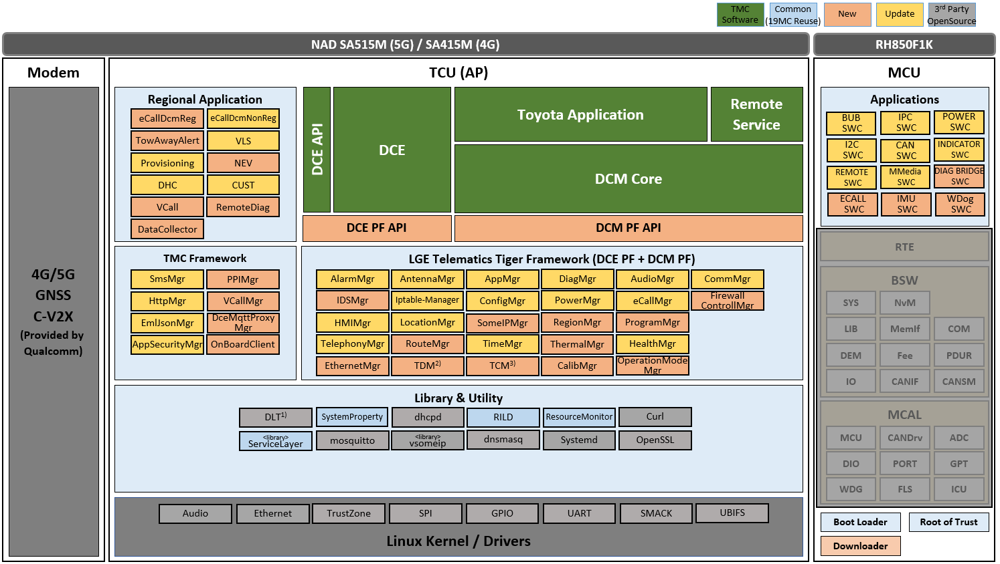 TMC
Software
Common
(19MC Reuse)
New
Update
3rd Party
OpenSource
NAD SA515M (5G) / SA415M (4G)
RH850F1K
Modem
4G/5G
GNSS
C-V2X
(Provided by
Qualcomm)
TCU (AP)
Regional Application
eCallDcmReg
eCallDcmNonReg
TowAwayAlert
VLS
Provisioning
NEV
DHC
CUST
VCall
RemoteDiag
DataCollector
DCE API
DCE
Toyota Application
Remote
Service
DCM Core
DCE PF API
DCM PF API
TMC Framework
SmsMgr
PPIMgr
HttpMgr
VCallMgr
EmlJsonMgr
DceMqttProxy
Mgr
AppSecurityMgr
OnBoardClient
LGE Telematics Tiger Framework (DCE PF + DCM PF)
AlarmMgr
AntennaMgr
AppMgr
DiagMgr
AudioMgr
CommMgr
IDSMgr
Iptable-Manager
ConfigMgr
PowerMgr
eCallMgr
Firewall
ControllMgr
HMIMgr
LocationMgr
SomeIPMgr
RegionMgr
ProgramMgr
TelephonyMgr
RouteMgr
TimeMgr
ThermalMgr
HealthMgr
EthernetMgr
TDM2)
TCM3)
CalibMgr
OperationMode
Mgr
Library & Utility
DLT1)
SystemProperty
dhcpd
RILD
ResourceMonitor
Curl
<library>
ServiceLayer
mosquitto
<library>
vsomeip
dnsmasq
Systemd
OpenSSL
Audio
Ethernet
TrustZone
SPI
GPIO
UART
SMACK
UBIFS
Linux Kernel / Drivers
MCU
Applications
BUB
SWC
IPC
SWC
POWER
SWC
I2C
SWC
CAN
SWC
INDICATOR
SWC
REMOTE
SWC
MMedia
SWC
DIAG BRIDGE
SWC
ECALL
SWC
IMU
SWC
WDog
SWC
RTE
BSW
SYS
NvM
LIB
MemIf
COM
DEM
Fee
PDUR
IO
CANIF
CANSM
MCAL
MCU
CANDrv
ADC
DIO
PORT
GPT
WDG
FLS
ICU
Boot Loader
Root of Trust
Downloader